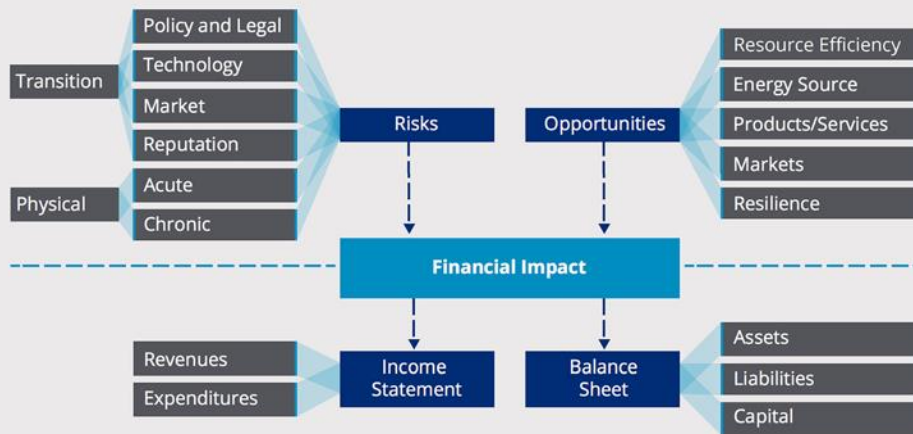 Transition
Policy and Legal
Technology
Market
Reputation
Physical
Acute
Chronic
Risks
Opportunities
Resource Efficiency
Energy Source
Products/Services
Markets
Resilience
Financial Impact
Revenues
Expenditures
Income
Statement
Balance
Sheet
Assets
Liabilities
Capital